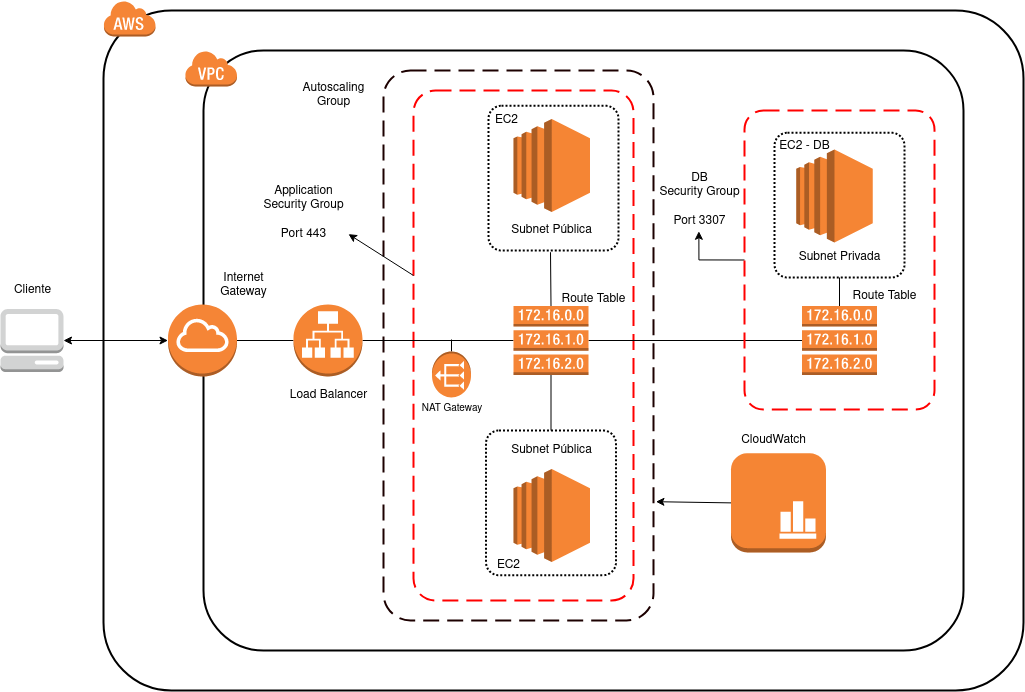 AWS
VPC
Autoscaling
Group
EC2
Subnet Pública
Application
Security Group
Port 443
DB
Security Group
Port 3307
EC2 - DB
Subnet Privada
Cliente
Internet
Gateway
Load Balancer
NAT Gateway
Route Table
172.16.0.0
172.16.1.0
172.16.2.0
Route Table
172.16.0.0
172.16.1.0
172.16.2.0
Subnet Pública
EC2
CloudWatch